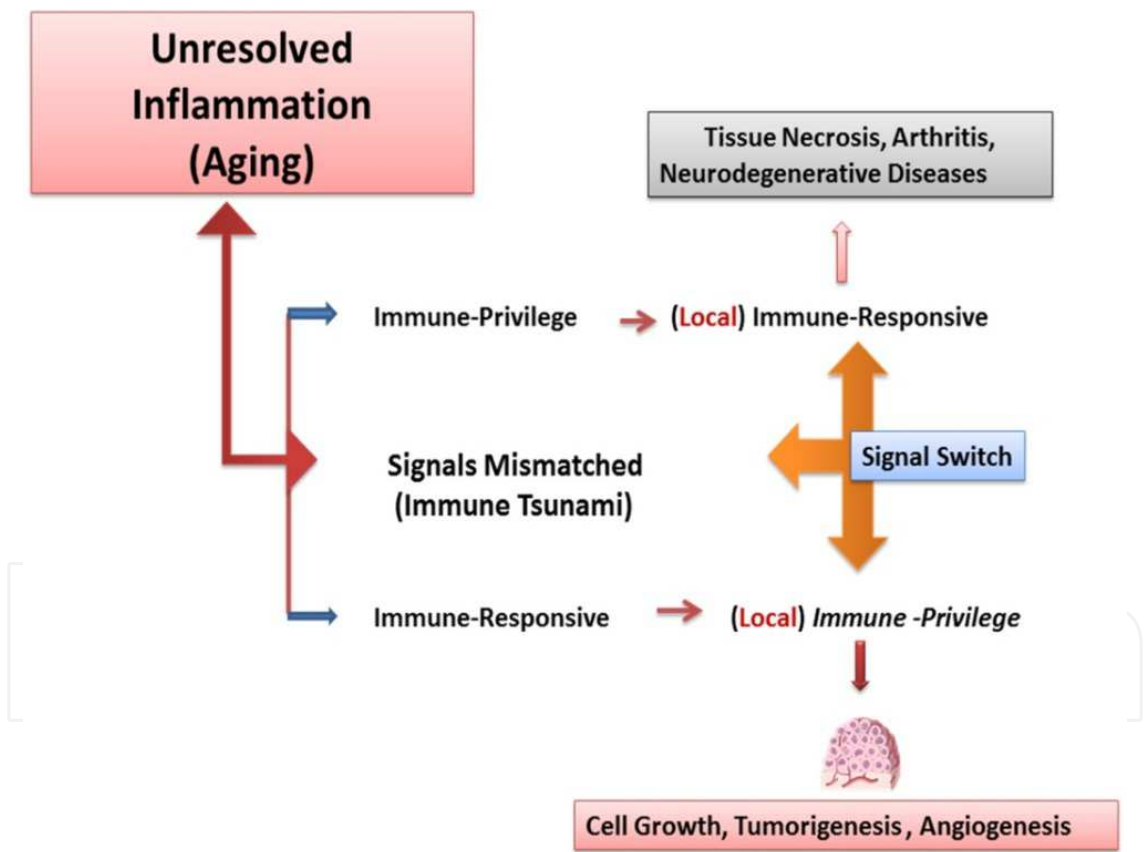 Unresolved
Inflammation
(Aging)
Tissue Necrosis, Arthritis,
Neurodegenerative Diseases
Immune-Privilege
(Local) Immune-Responsive
Signals Mismatched
(Immune Tsunami)
Signal Switch
Immune-Responsive
(Local) Immune -Privilege
Cell Growth, Tumorigenesis , Angiogenesis